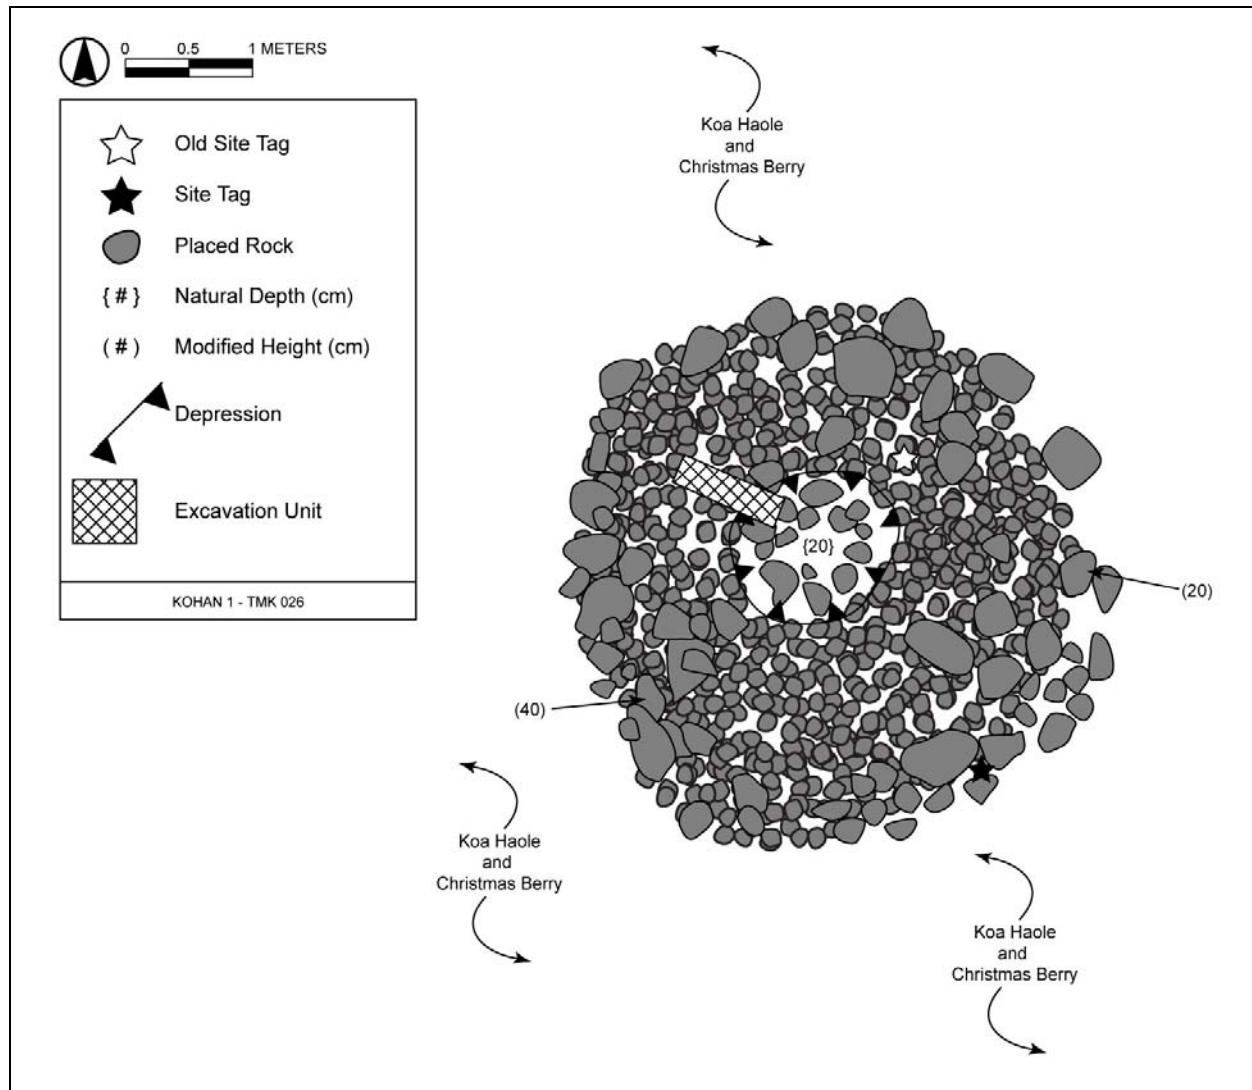 0 0.5 1 METERS
Old Site Tag
Site Tag
Placed Rock
{ # } Natural Depth (cm)
( # ) Modified Height (cm)
Depression
Excavation Unit
KOHAN 1 - TMK 026
Koa Haole
and
Christmas Berry
{20}
(20)
(40)
Koa Haole
and
Christmas Berry
Koa Haole
and
Christmas Berry